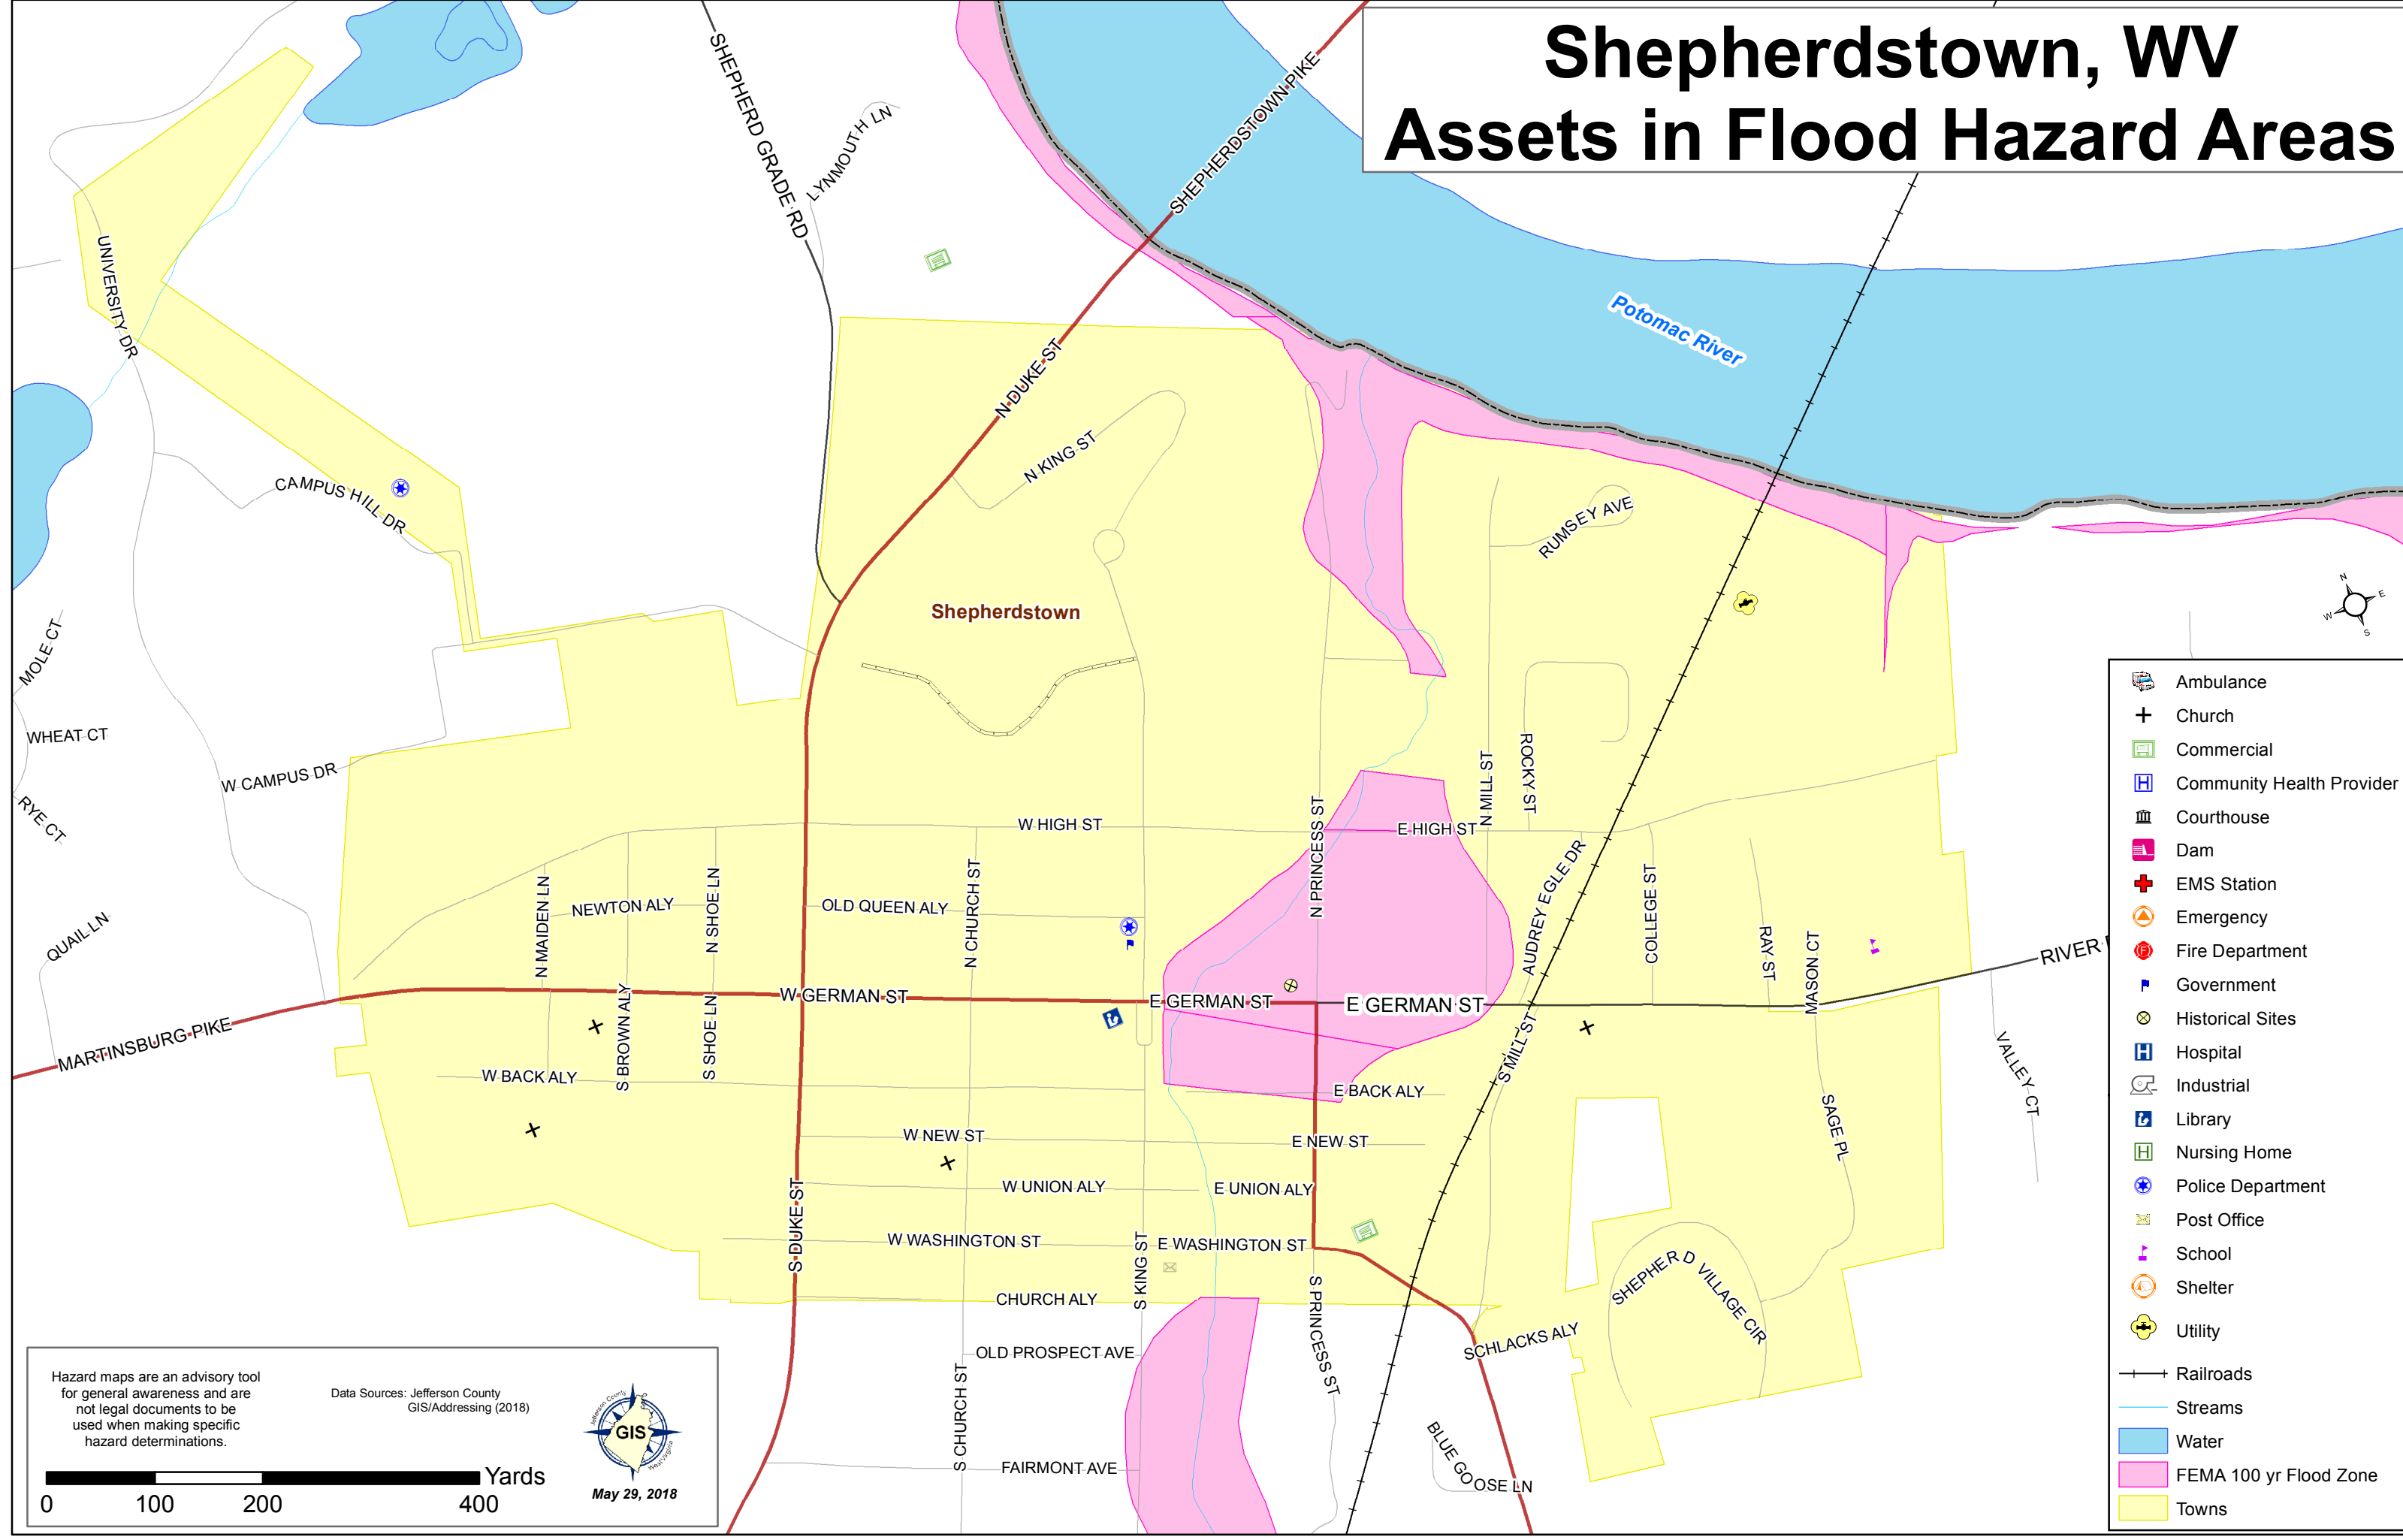 Shepherdstown, WV
Assets in Flood Hazard Areas
SHEPHERD GRADE RD
LYNMOUTH LN
SHEPHERDSTOWN PIKE
Potomac River
UNIVERSITY DR
N DUKE ST
N KING ST
CAMPUS HILL DR
RUMSEY AVE
Shepherdstown
MOLE CT
WHEAT CT
W CAMPUS DR
RYE CT
QUAIL LN
N MAIDEN LN
NEWTON ALY
N SHOE LN
OLD QUEEN ALY
N CHURCH ST
W HIGH ST
N PRINCESS ST
E HIGH ST
N MILL ST
ROCKY ST
AUDREY EGLE DR
COLLEGE ST
RAY ST
MASON CT
RIVER
MARTINSBURG PIKE
W GERMAN ST
E GERMAN ST
E GERMAN ST
S BROWN ALY
S SHOE LN
S MILL ST
W BACK ALY
E BACK ALY
VALLEY CT
SAGE PL
W NEW ST
E NEW ST
W UNION ALY
E UNION ALY
S DUKE ST
W WASHINGTON ST
E WASHINGTON ST
S KING ST
CHURCH ALY
S PRINCESS ST
SHEPHERD VILLAGE CIR
SCHLACKS ALY
OLD PROSPECT AVE
S CHURCH ST
FAIRMONT AVE
BLUE GOOSE LN
N
E
S
W
Ambulance
Church
Commercial
Community Health Provider
Courthouse
Dam
EMS Station
Emergency
Fire Department
Government
Historical Sites
Hospital
Industrial
Library
Nursing Home
Police Department
Post Office
School
Shelter
Utility
Railroads
Streams
Water
FEMA 100 yr Flood Zone
Towns
Hazard maps are an advisory tool
for general awareness and are
not legal documents to be
used when making specific
hazard determinations.
Data Sources: Jefferson County
GIS/Addressing (2018)
Jefferson County
GIS
West Virginia
May 29, 2018
Yards
0 100 200 400